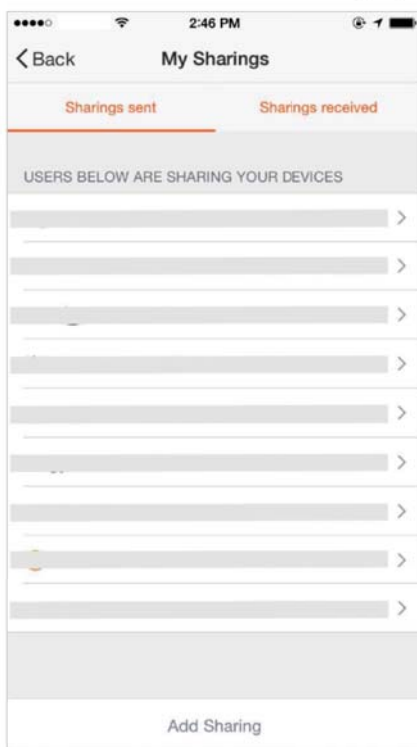 2:46 PM
Back My Sharings
Sharings sent Sharings received
USERS BELOW ARE SHARING YOUR DEVICES
Add Sharing